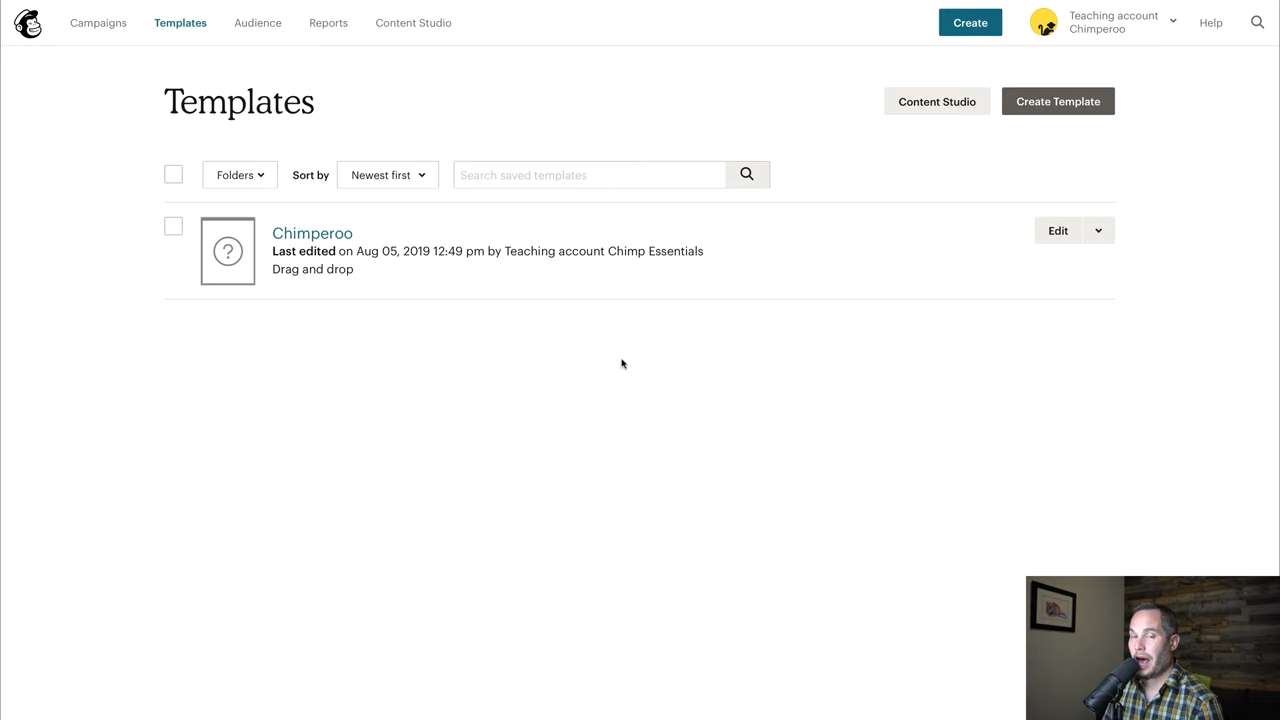 Campaigns
Templates
Audience
Reports
Content Studio
Create
Teaching account
Chimperoo
Help
Templates
Content Studio
Create Template
Folders
Sort by
Newest first
Search saved templates
Chimperoo
Last edited on Aug 05, 2019 12:49 pm by Teaching account Chimp Essentials
Drag and drop
Edit
?